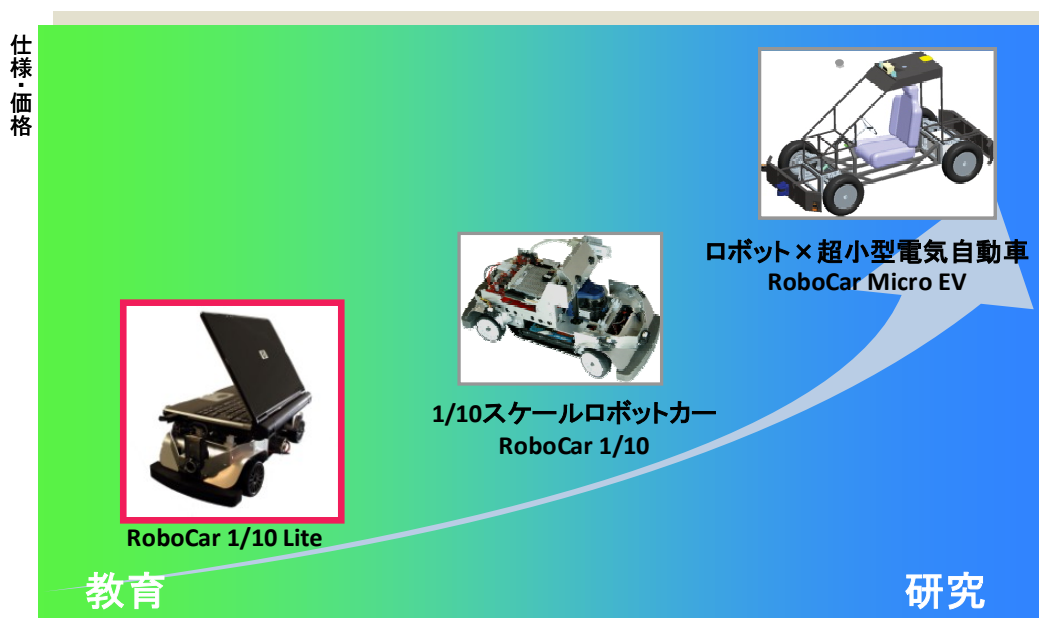 仕様・価格
ロボット×超小型電気自動車
RoboCar Micro EV
1/10スケールロボットカー
RoboCar 1/10
RoboCar 1/10 Lite
教育
研究